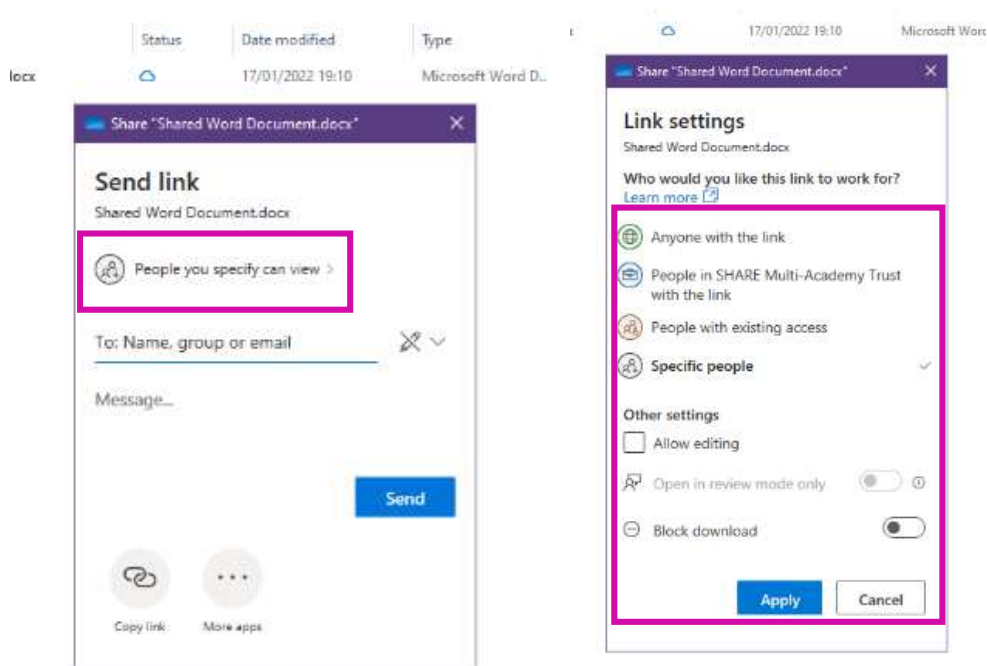 Status Date modified Type
locx 17/01/2022 19:10 Microsoft Word D...
Share "Shared Word Document.docx"
Send link
Shared Word Document.docx
People you specify can view >
To: Name, group or email
Message...
Send
Copy link More apps
17/01/2022 19:10 Microsoft Word
Share "Shared Word Document.docx"
Link settings
Shared Word Document.docx
Who would you like this link to work for?
Learn more
Anyone with the link
People in SHARE Multi-Academy Trust
with the link
People with existing access
Specific people
Other settings
Allow editing
Open in review mode only
Block download
Apply Cancel